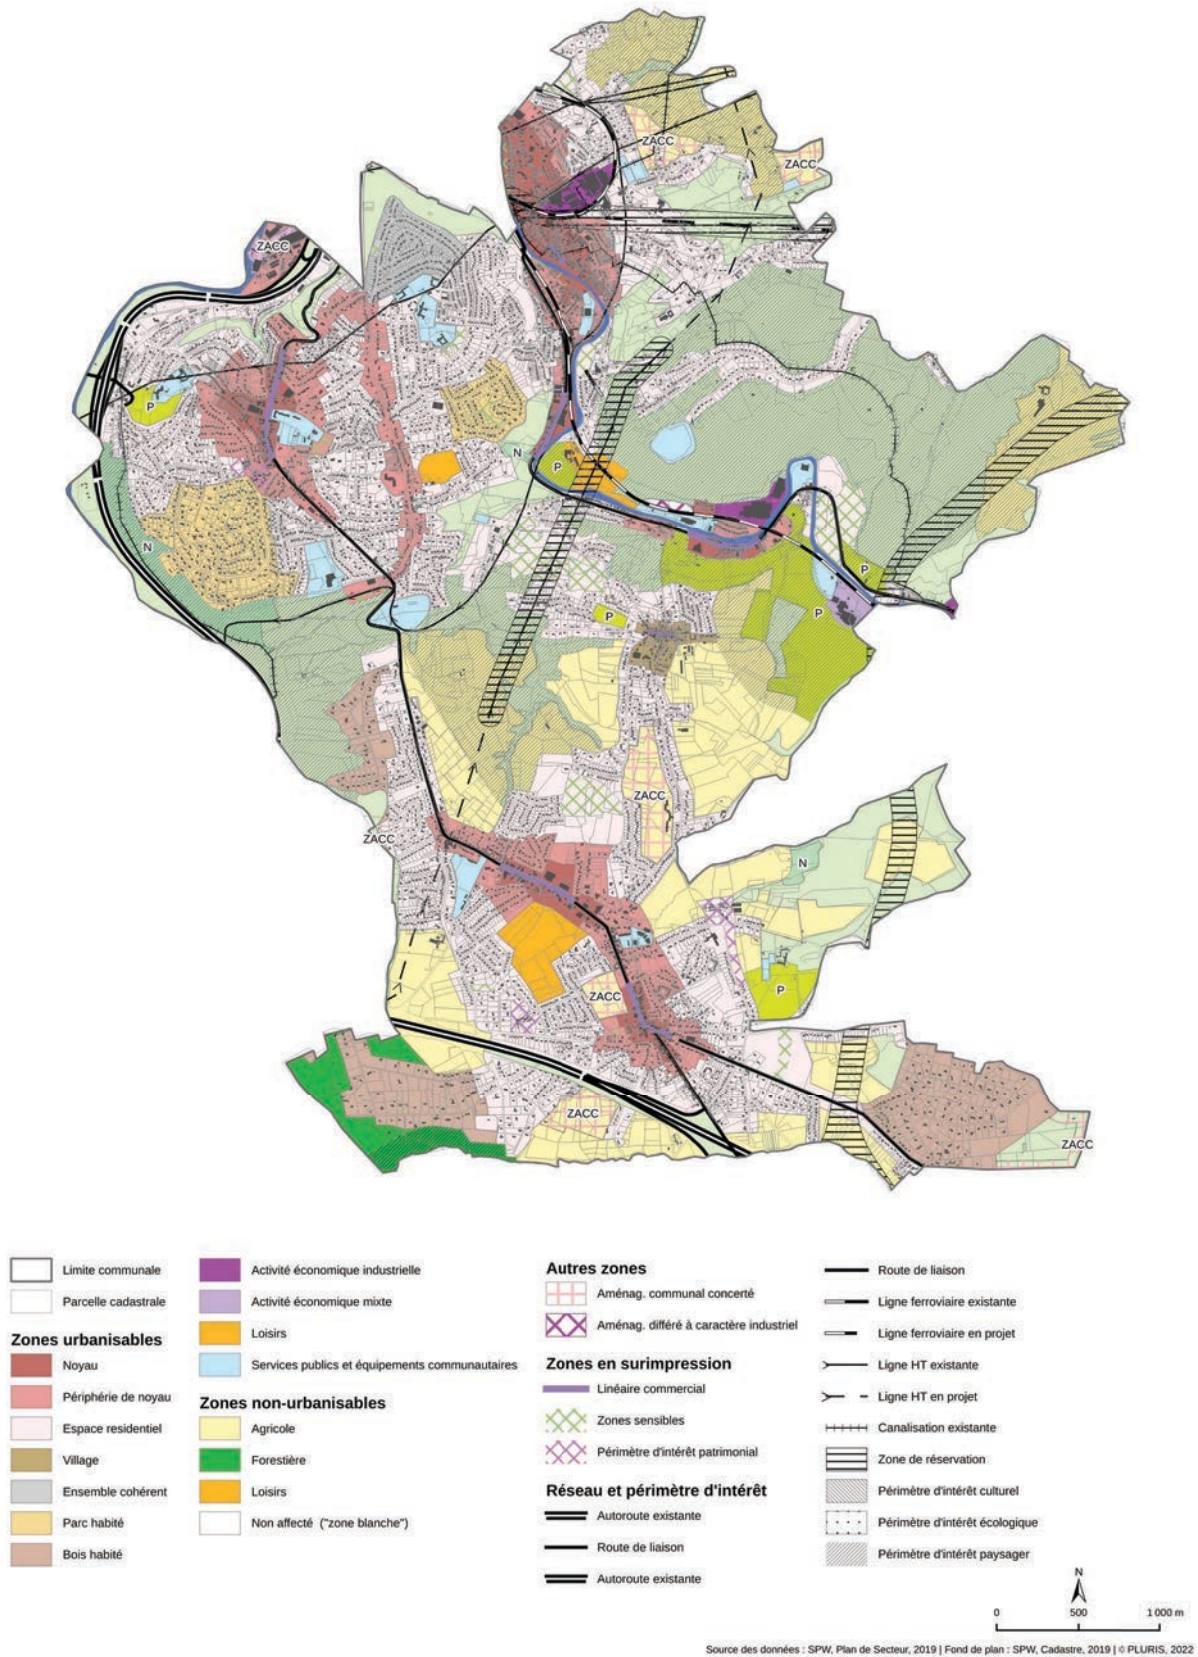 ZACC
ZACC
ZACC
P
N
P
N
P
P
P
ZACC
ZACC
N
ZACC
P
ZACC
ZACC
Limite communale
Parcelle cadastrale
Zones urbanisables
Noyau
Périphérie de noyau
Espace residentiel
Village
Ensemble cohérent
Parc habité
Bois habité
Activité économique industrielle
Activité économique mixte
Loisirs
Services publics et équipements communautaires
Zones non-urbanisables
Agricole
Forestière
Loisirs
Non affecté ("zone blanche")
Autres zones
Aménag. communal concerté
Aménag. différé à caractère industriel
Zones en surimpression
Linéaire commercial
Zones sensibles
Périmètre d'intérêt patrimonial
Réseau et périmètre d'intérêt
Autoroute existante
Route de liaison
Autoroute existante
Route de liaison
Ligne ferroviaire existante
Ligne ferroviaire en projet
Ligne HT existante
Ligne HT en projet
Canalisation existante
Zone de réservation
Périmètre d'intérêt culturel
Périmètre d'intérêt écologique
Périmètre d'intérêt paysager
N
0 500 1 000 m
Source des données : SPW, Plan de Secteur, 2019 | Fond de plan : SPW, Cadastre, 2019 | © PLURIS, 2022